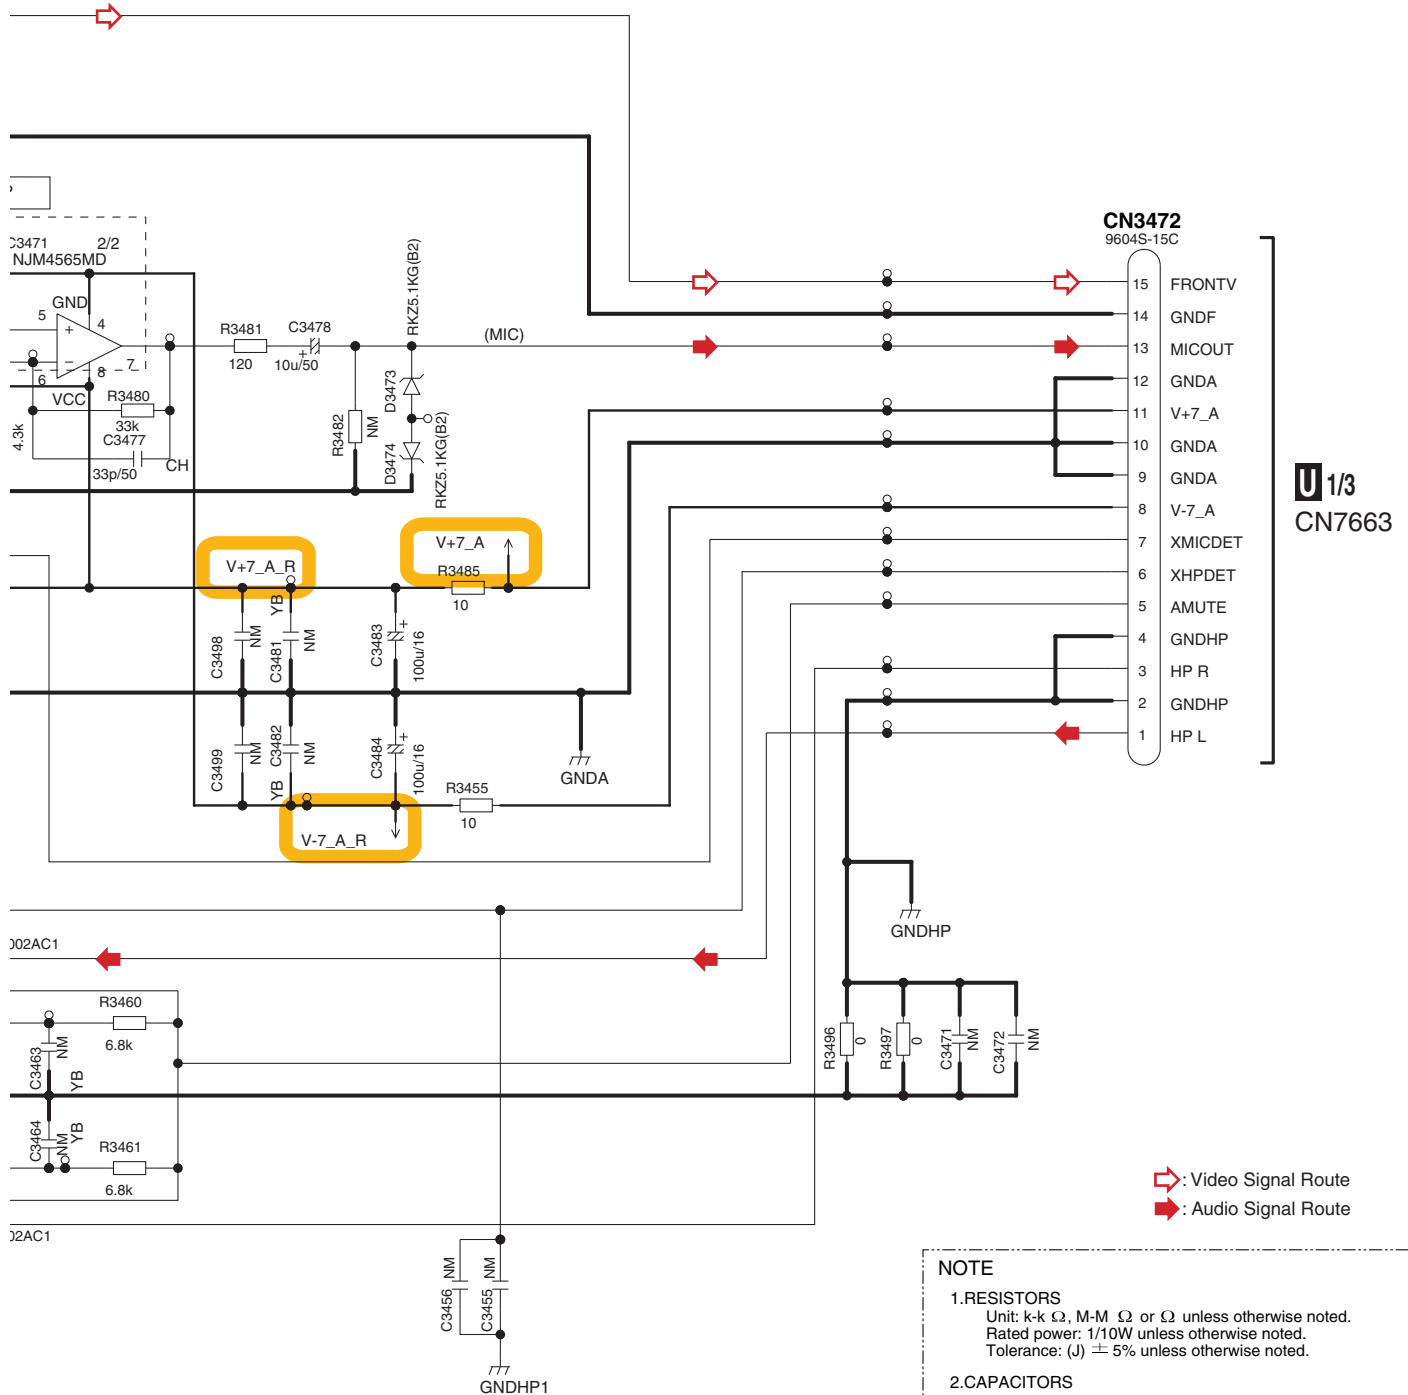 CN3472
9604S-15C
15 FRONTV
14 GNDF
13 MICOUT
12 GNDA
11 V+7_A
10 GNDA
9 GNDA
8 V-7_A
7 XMICDET
6 XHPDET
5 AMUTE
4 GNDHP
3 HP R
2 GNDHP
1 HP L
U 1/3
CN7663
C3471
2/2
NJM4565MD
GND
5
+
4
-
7
6
8
VCC
R3480
33k
C3477
33p/50
CH
4.3k
R3481
120
C3478
+
10u/50
R3482
NM
D3473
RKZ5.1KG(B2)
D3474
RKZ5.1KG(B2)
(MIC)
V+7_A_R
V+7_A
R3485
10
C3498
NM
YB
C3481
NM
C3483
+
100u/16
C3499
NM
C3482
NM
YB
C3484
+
100u/16
GNDA
R3455
10
V-7_A_R
GNDHP
002AC1
R3460
6.8k
C3463
NM
YB
C3464
NM
YB
R3461
6.8k
02AC1
R3496
0
R3497
0
C3471
NM
C3472
NM
C3456
NM
C3455
NM
GNDHP1
: Video Signal Route
: Audio Signal Route
NOTE
1.RESISTORS
Unit: k-k Ω, M-M Ω or Ω unless otherwise noted.
Rated power: 1/10W unless otherwise noted.
Tolerance: (J) ± 5% unless otherwise noted.
2.CAPACITORS